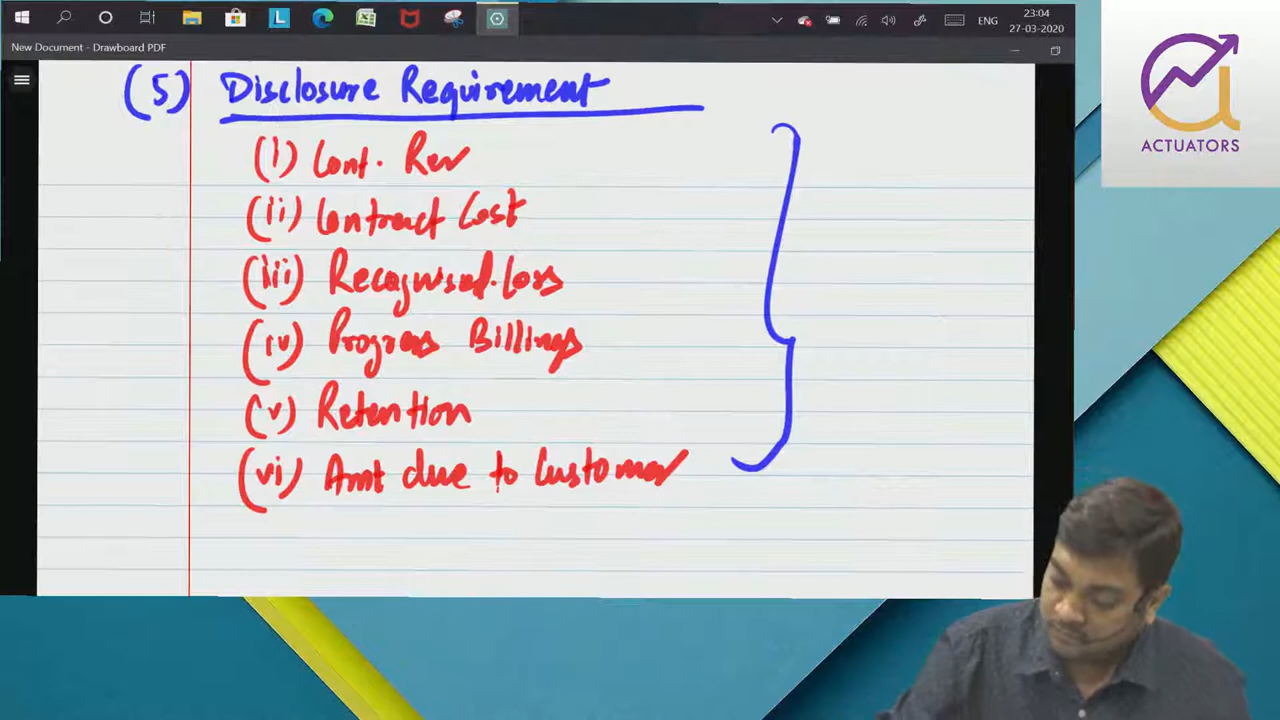 23:04
ENG
27-03-2020
New Document - Drawboard PDF
ACTUATORS
(5) Disclosure Requirement
(i) Cont. Rev
(ii) Contract Cost
(iii) Recognised Loss
(iv) Progress Billings
(v) Retention
(vi) Amt due to Customer